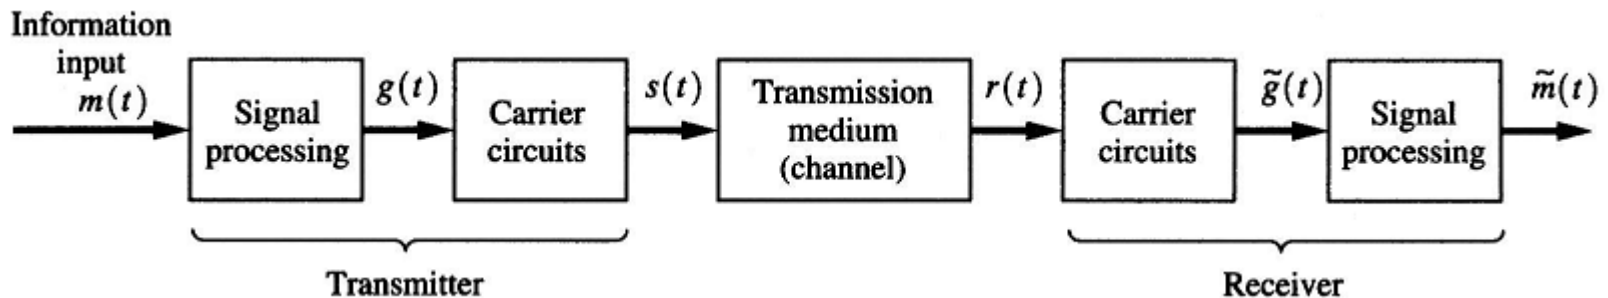 Information
input
m(t)
Signal
processing
g(t)
Carrier
circuits
s(t)
Transmission
medium
(channel)
r(t)
Carrier
circuits
g̃(t)
Signal
processing
m̃(t)
Transmitter
Receiver